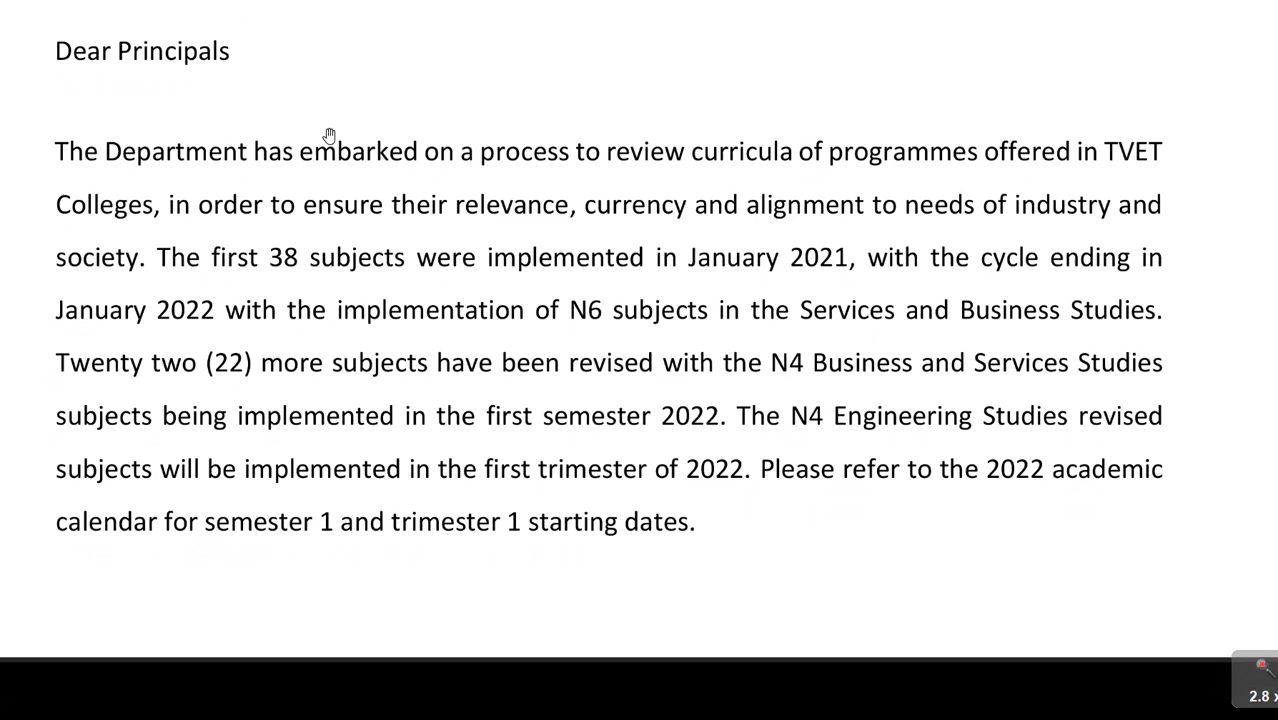 Dear Principals
The Department has embarked on a process to review curricula of programmes offered in TVET
Colleges, in order to ensure their relevance, currency and alignment to needs of industry and
society. The first 38 subjects were implemented in January 2021, with the cycle ending in
January 2022 with the implementation of N6 subjects in the Services and Business Studies.
Twenty two (22) more subjects have been revised with the N4 Business and Services Studies
subjects being implemented in the first semester 2022. The N4 Engineering Studies revised
subjects will be implemented in the first trimester of 2022. Please refer to the 2022 academic
calendar for semester 1 and trimester 1 starting dates.
2.8 x